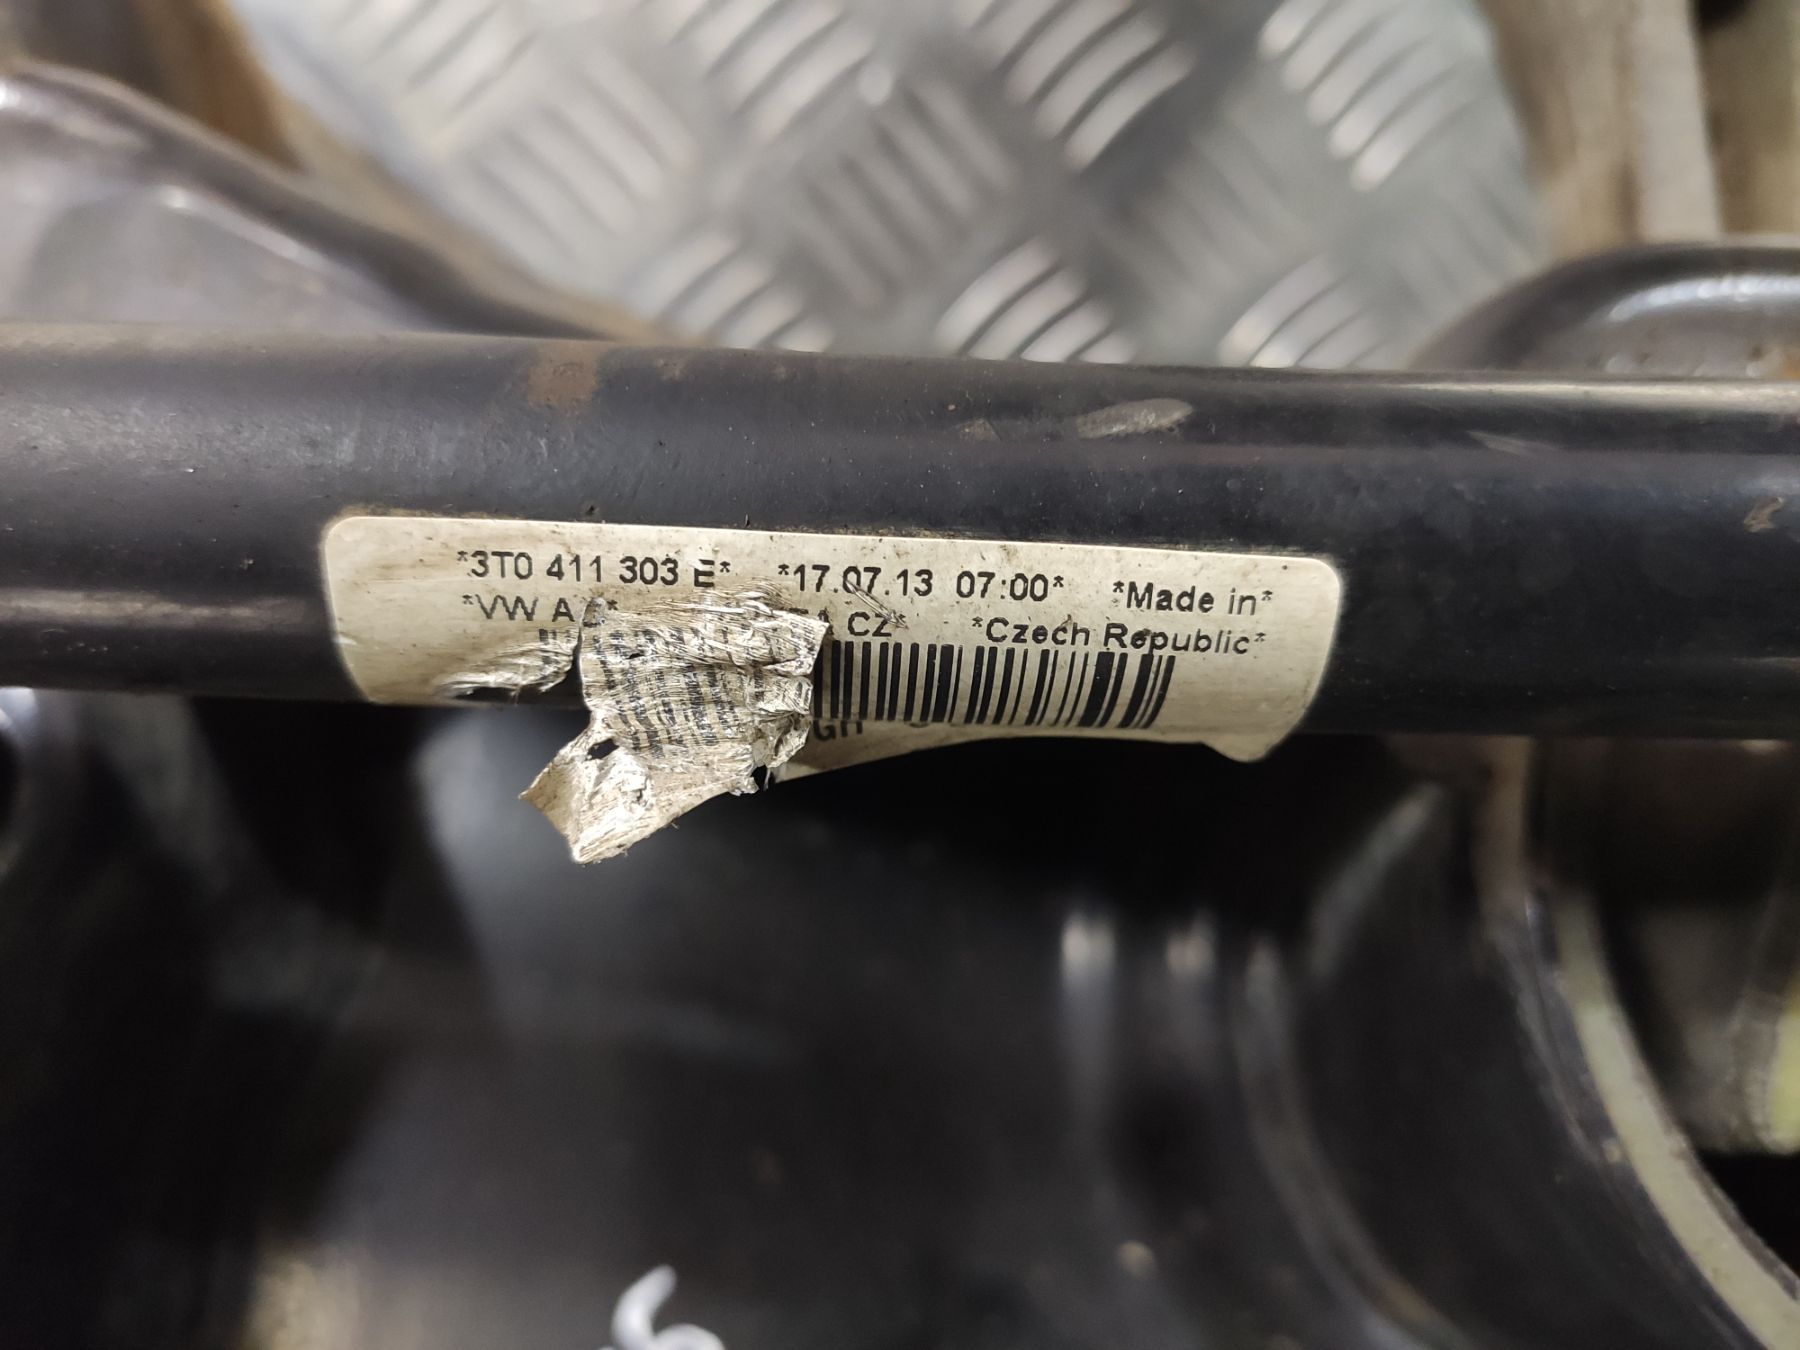 *3T0 411 303 E* *17.07.13 07:00* *Made in*
*VW CZ* *Czech Republic*